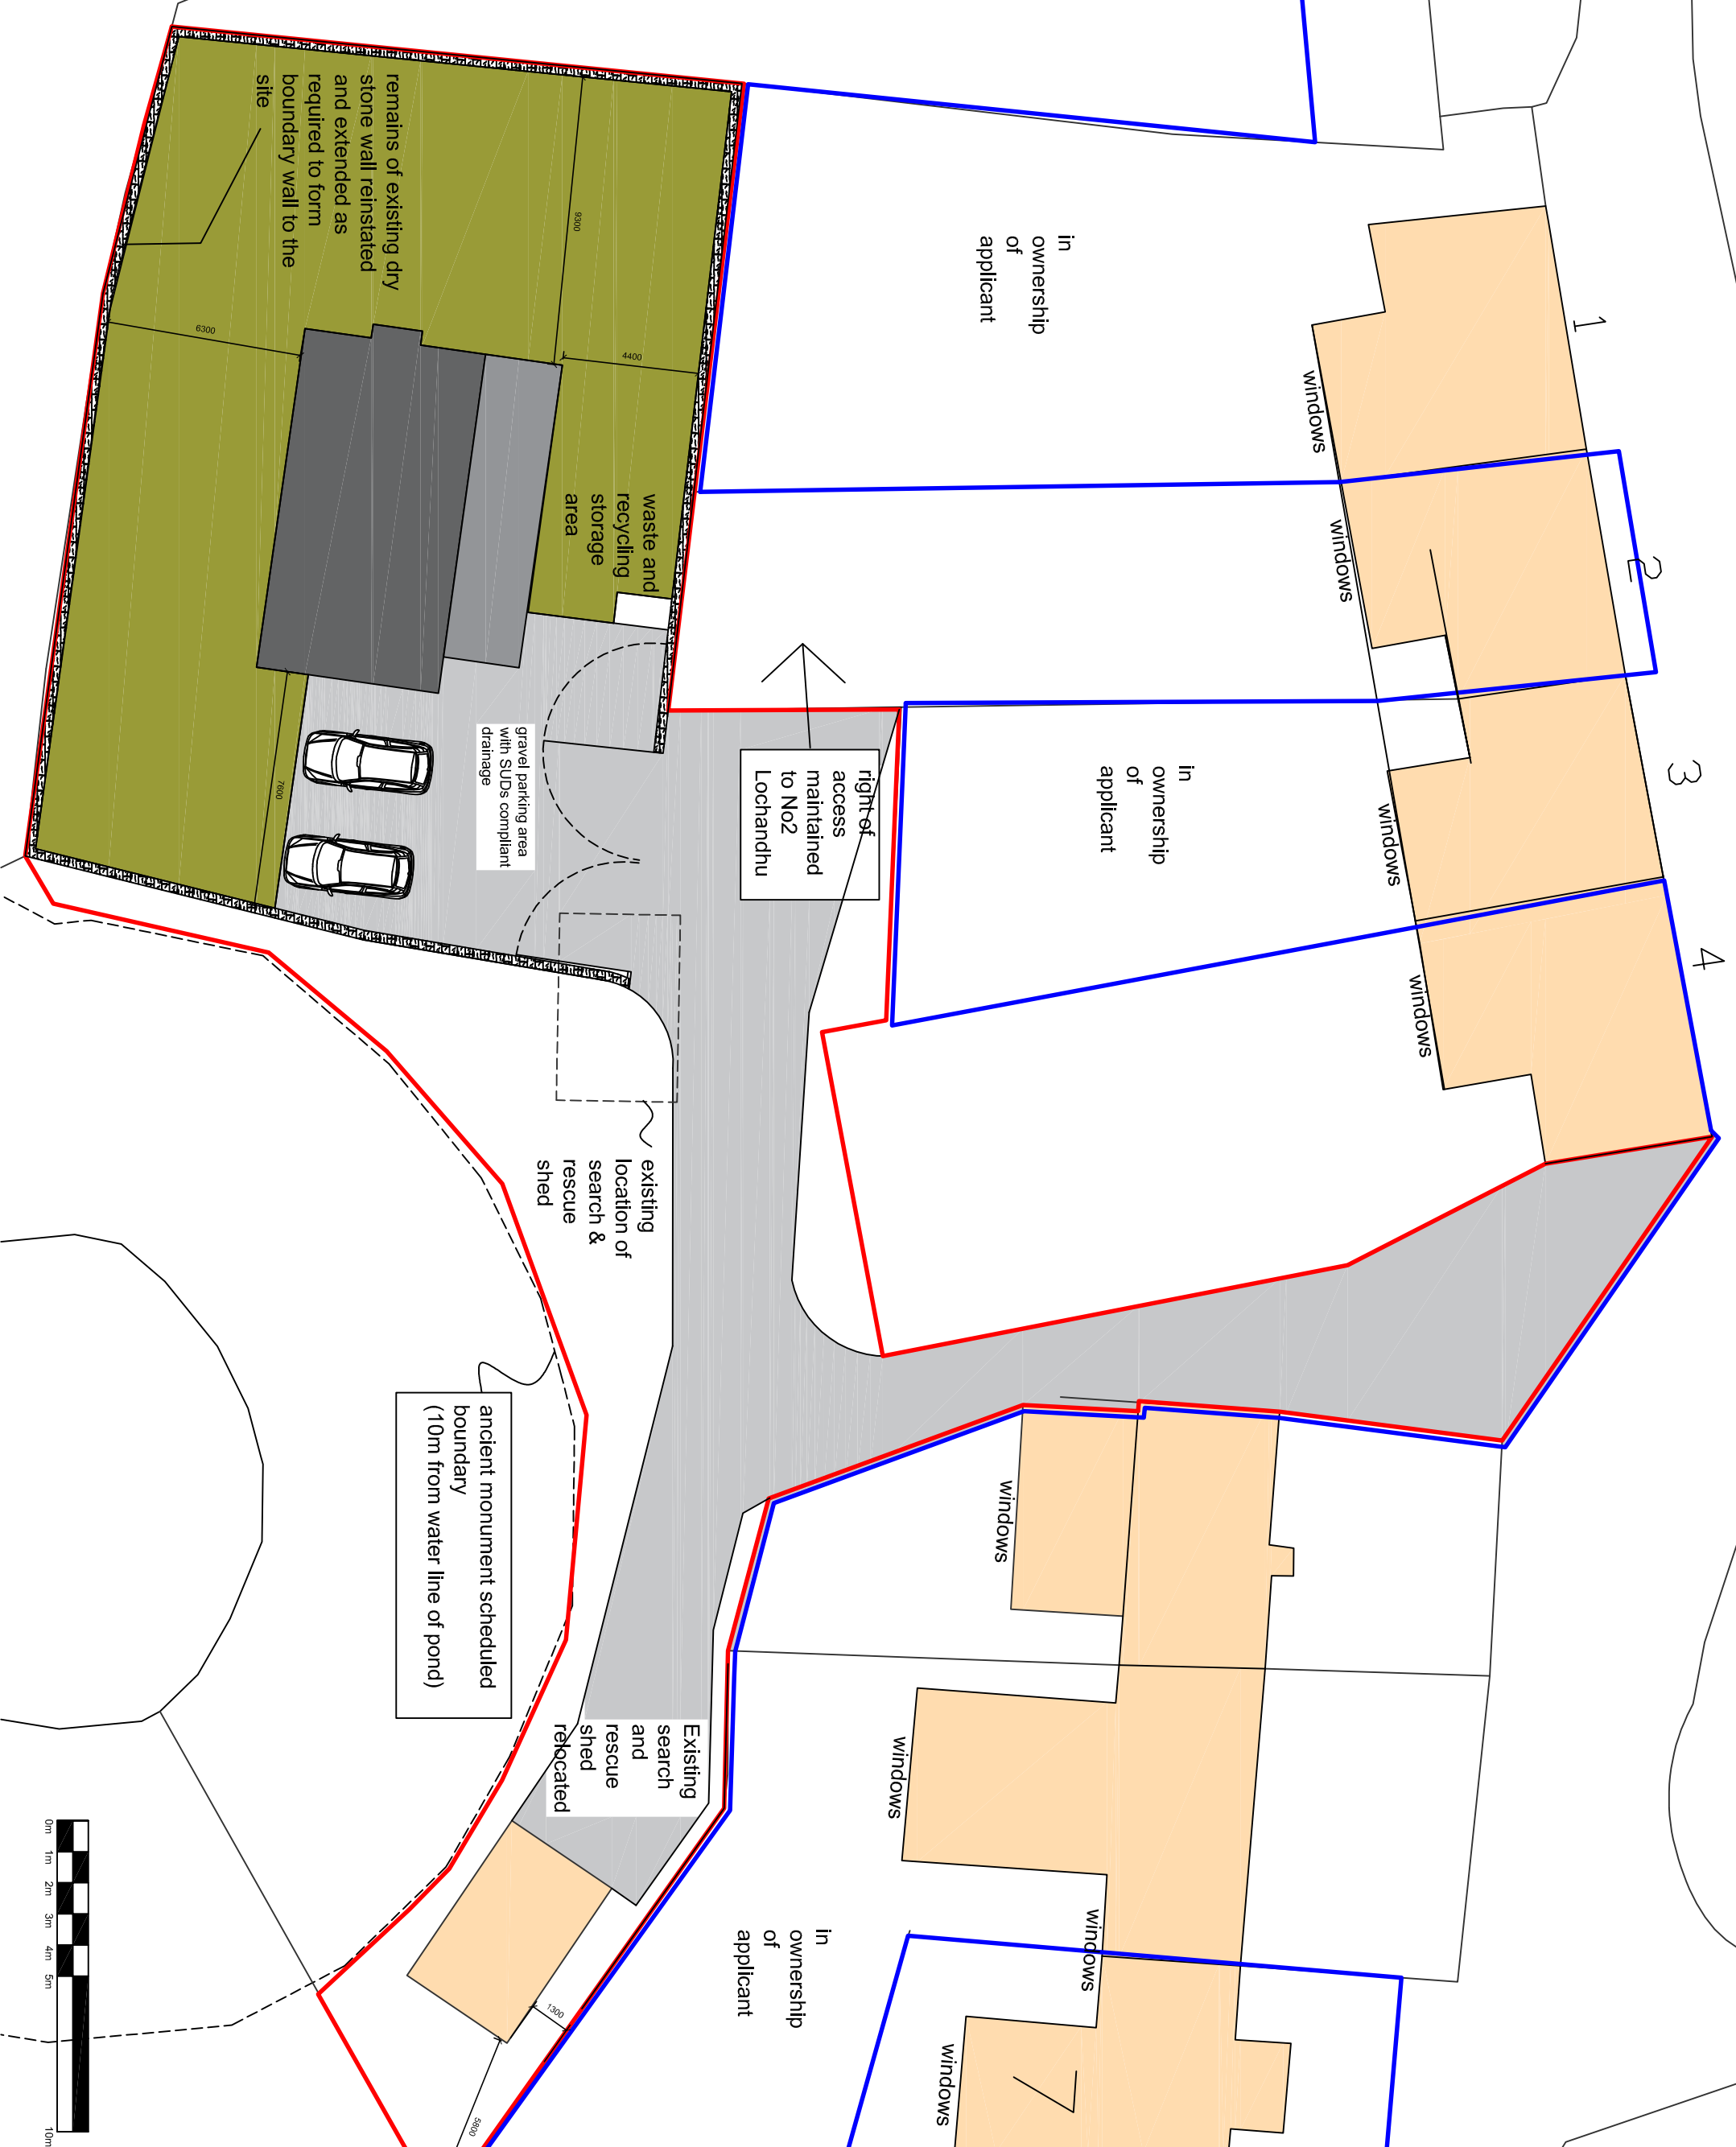 1
2
3
4
windows
windows
windows
windows
in
ownership
of
applicant
in
ownership
of
applicant
remains of existing dry
stone wall reinstated
and extended as
required to form
boundary wall to the
site
9300
4400
6300
7600
waste and
recycling
storage
area
gravel parking area
with SUDs compliant
drainage
right of
access
maintained
to No2
Lochandhu
existing
location of
search &
rescue
shed
ancient monument scheduled
boundary
(10m from water line of pond)
windows
windows
windows
windows
7
Existing
search
and
rescue
shed
relocated
in
ownership
of
applicant
1300
5800
0m
1m
2m
3m
4m
5m
10m